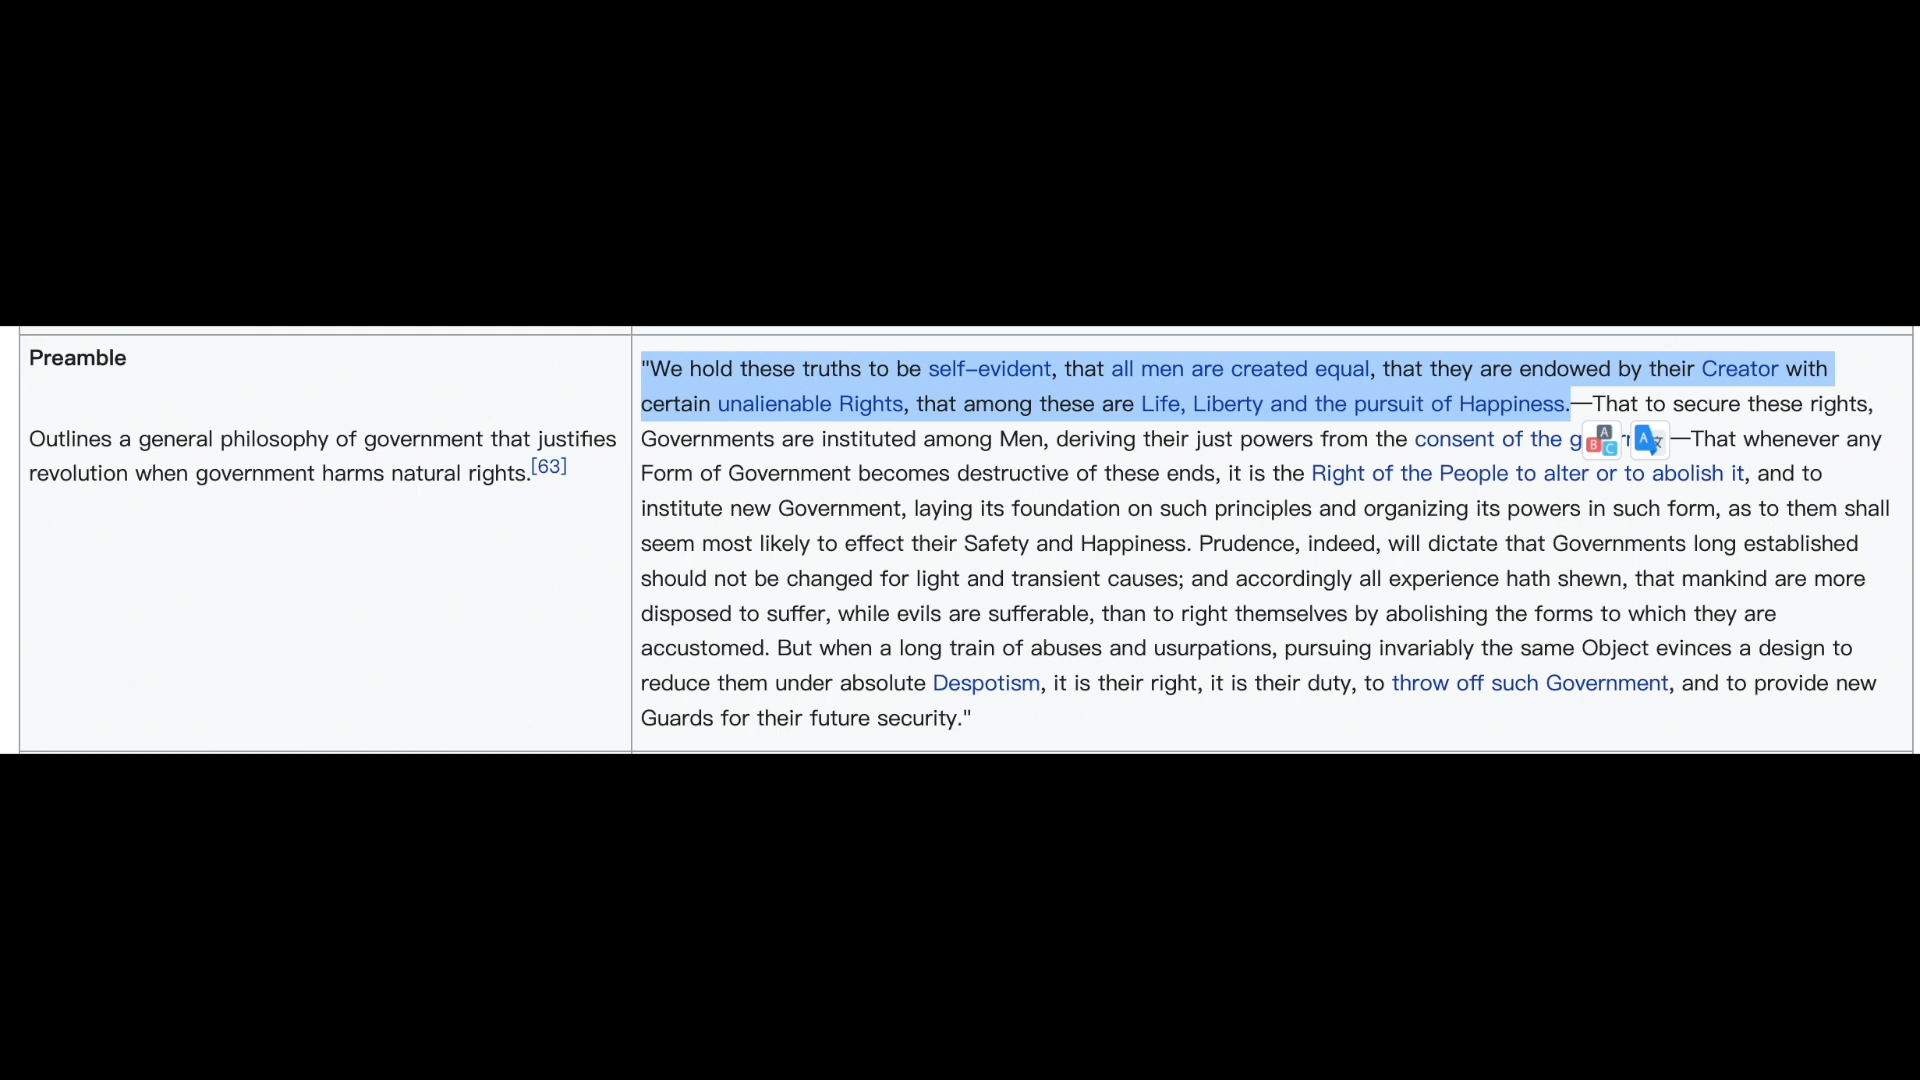 Preamble
Outlines a general philosophy of government that justifies
revolution when government harms natural rights.[63]
"We hold these truths to be self-evident, that all men are created equal, that they are endowed by their Creator with
certain unalienable Rights, that among these are Life, Liberty and the pursuit of Happiness.—That to secure these rights,
Governments are instituted among Men, deriving their just powers from the consent of the —That whenever any
Form of Government becomes destructive of these ends, it is the Right of the People to alter or to abolish it, and to
institute new Government, laying its foundation on such principles and organizing its powers in such form, as to them shall
seem most likely to effect their Safety and Happiness. Prudence, indeed, will dictate that Governments long established
should not be changed for light and transient causes; and accordingly all experience hath shewn, that mankind are more
disposed to suffer, while evils are sufferable, than to right themselves by abolishing the forms to which they are
accustomed. But when a long train of abuses and usurpations, pursuing invariably the same Object evinces a design to
reduce them under absolute Despotism, it is their right, it is their duty, to throw off such Government, and to provide new
Guards for their future security."